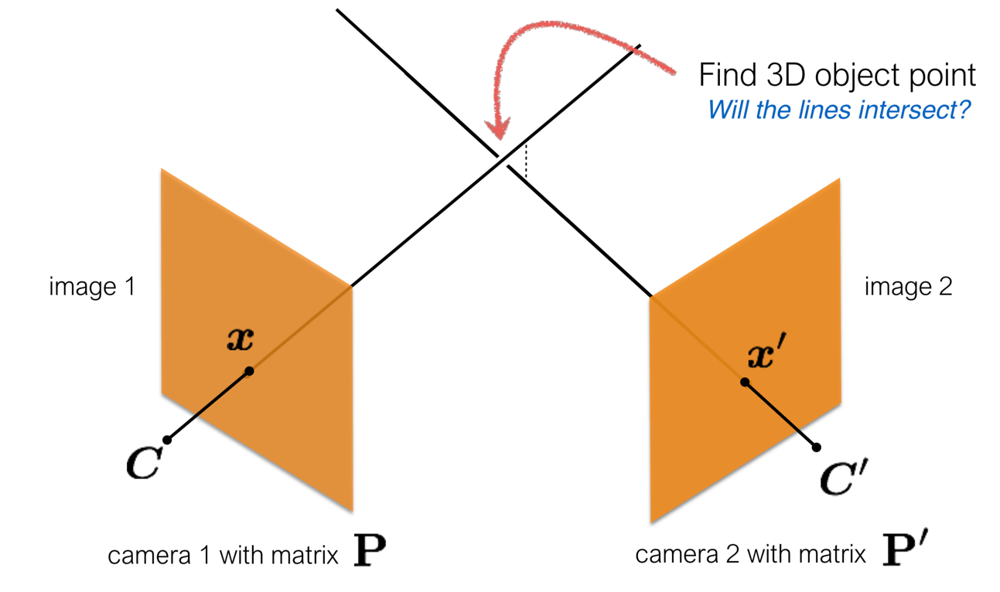 Find 3D object point
Will the lines intersect?
image 1
image 2
x
x′
C
C′
camera 1 with matrix P
camera 2 with matrix P′